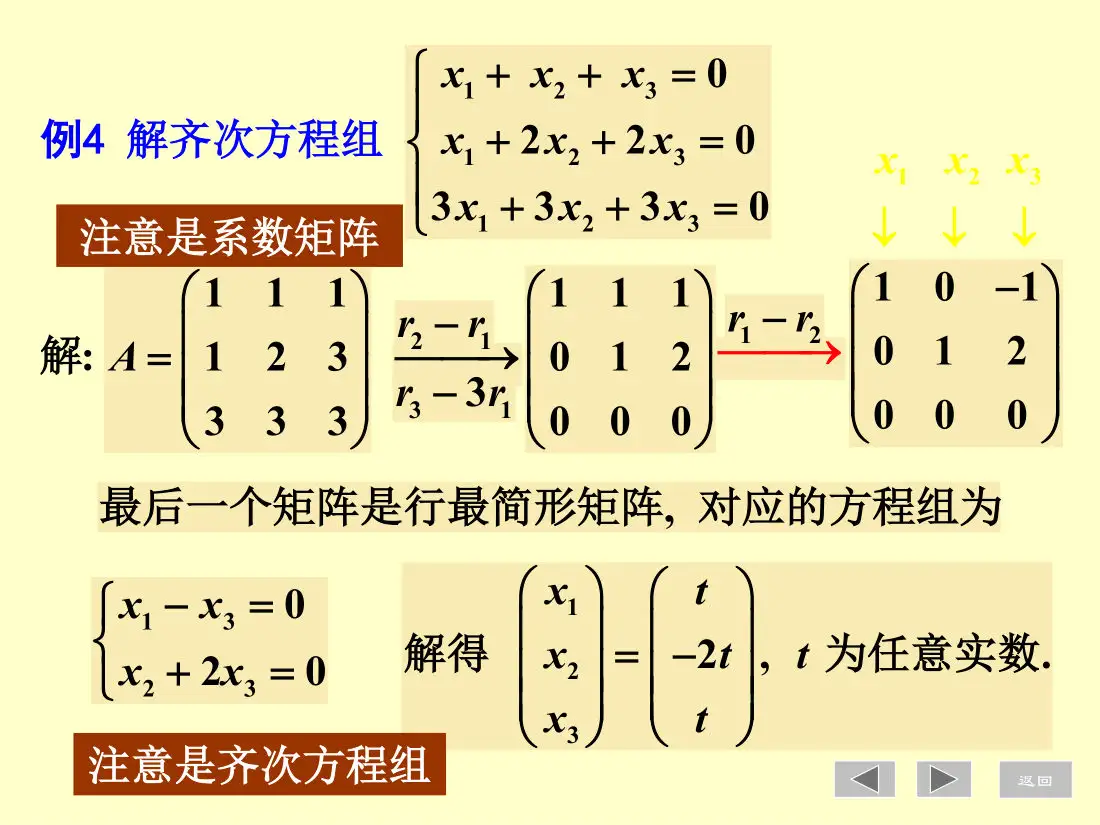 例4 解齐次方程组
x₁ + x₂ + x₃ = 0
x₁ + 2x₂ + 2x₃ = 0
3x₁ + 3x₂ + 3x₃ = 0
注意是系数矩阵
x₁ x₂ x₃
↓ ↓ ↓
解: A =
1 1 1
1 2 3
3 3 3
r₂ − r₁
r₃ − 3r₁
1 1 1
0 1 2
0 0 0
r₁ − r₂
1 0 −1
0 1 2
0 0 0
最后一个矩阵是行最简形矩阵, 对应的方程组为
x₁ − x₃ = 0
x₂ + 2x₃ = 0
解得
x₁
x₂
x₃
=
t
−2t
t
, t 为任意实数.
注意是齐次方程组
返回